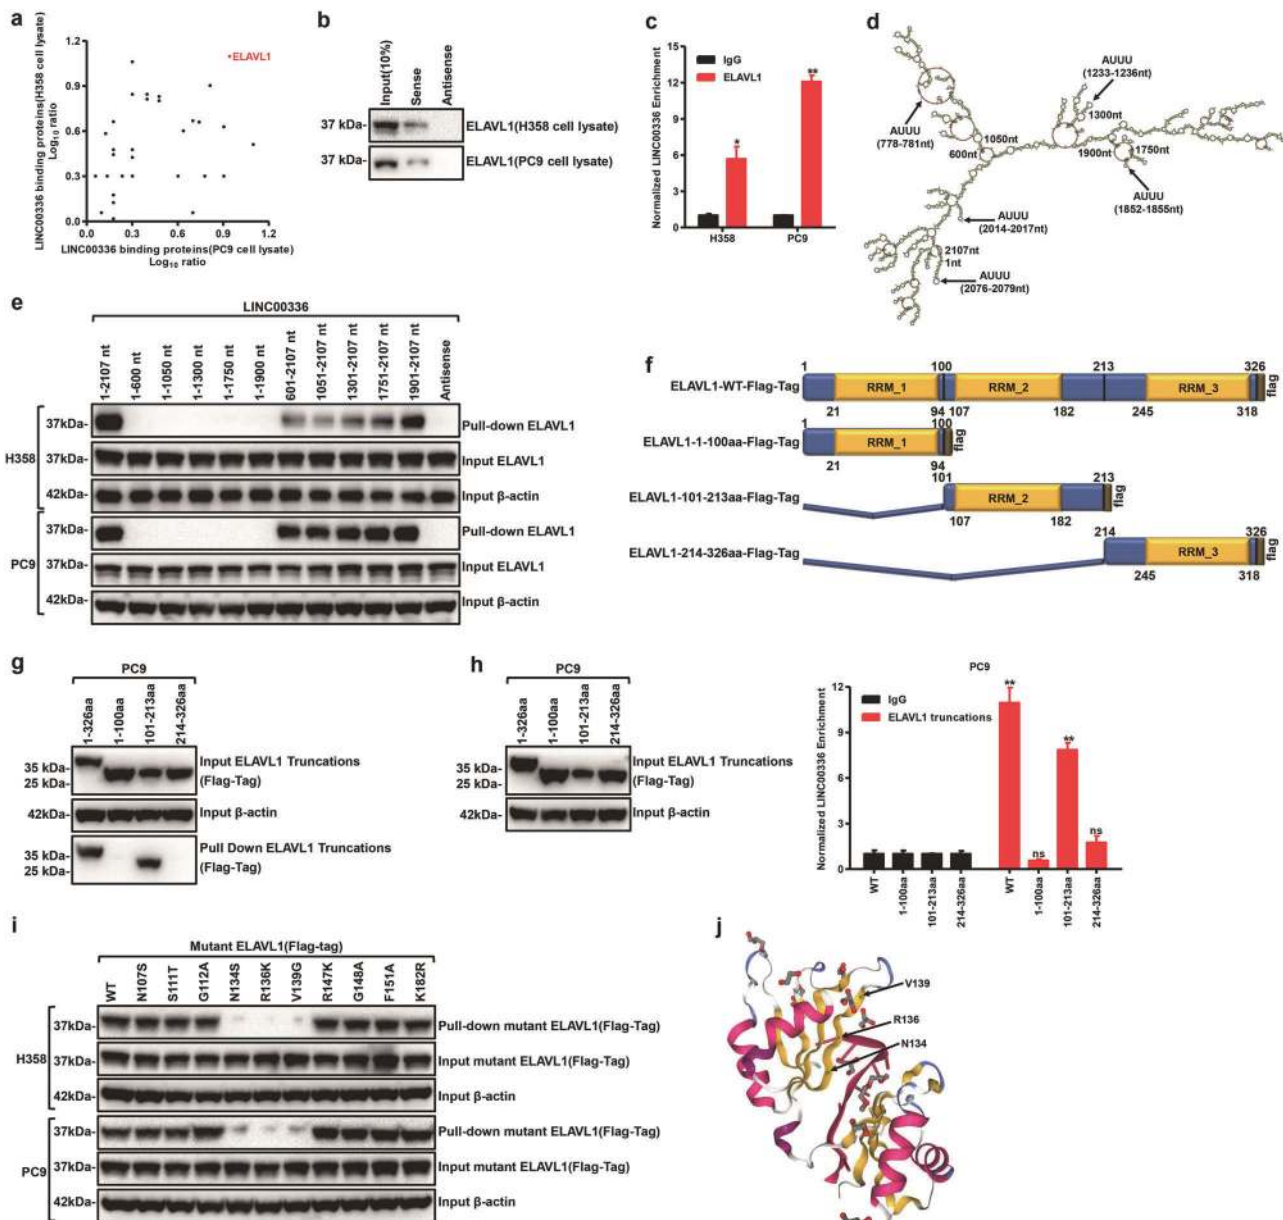 a
1.2
0.9
0.6
0.3
0.0
0.0
0.3
0.6
0.9
1.2
ELAVL1
LINC00336 binding proteins(H358 cell lysate)
Log10 ratio
LINC00336 binding proteins(PC9 cell lysate)
Log10 ratio
b
Input(10%)
Sense
Antisense
37 kDa-
ELAVL1(H358 cell lysate)
37 kDa-
ELAVL1(PC9 cell lysate)
c
Normalized LINC00336 Enrichment
15
12
9
6
3
0
IgG
ELAVL1
*
**
H358
PC9
d
AUUU
(1233-1236nt)
1300nt
AUUU
(778-781nt)
1050nt
600nt
1900nt
1750nt
AUUU
(1852-1855nt)
AUUU
(2014-2017nt)
2107nt
1nt
AUUU
(2076-2079nt)
e
LINC00336
1-2107 nt
1-600 nt
1-1050 nt
1-1300 nt
1-1750 nt
1-1900 nt
601-2107 nt
1051-2107 nt
1301-2107 nt
1751-2107 nt
1901-2107 nt
Antisense
H358
37kDa-
Pull-down ELAVL1
37kDa-
Input ELAVL1
42kDa-
Input β-actin
PC9
37kDa-
Pull-down ELAVL1
37kDa-
Input ELAVL1
42kDa-
Input β-actin
f
1 100 213 326
ELAVL1-WT-Flag-Tag
RRM_1 RRM_2 RRM_3
flag
21 94 107 182 245 318
1 100
ELAVL1-1-100aa-Flag-Tag
RRM_1
flag
21 94
101 213
ELAVL1-101-213aa-Flag-Tag
RRM_2
flag
107 182
214 326
ELAVL1-214-326aa-Flag-Tag
RRM_3
flag
245 318
g
PC9
1-326aa
1-100aa
101-213aa
214-326aa
35 kDa-
25 kDa-
Input ELAVL1 Truncations
(Flag-Tag)
42kDa-
Input β-actin
35 kDa-
25 kDa-
Pull Down ELAVL1 Truncations
(Flag-Tag)
h
PC9
1-326aa
1-100aa
101-213aa
214-326aa
35 kDa-
25 kDa-
Input ELAVL1 Truncations
(Flag-Tag)
42kDa-
Input β-actin
PC9
Normalized LINC00336 Enrichment
12
9
6
3
0
IgG
ELAVL1 truncations
**
ns
**
ns
WT
1-100aa
101-213aa
214-326aa
WT
1-100aa
101-213aa
214-326aa
i
Mutant ELAVL1(Flag-tag)
WT
N107S
S111T
G112A
N134S
R136K
V139G
R147K
G148A
F151A
K182R
H358
37kDa-
Pull-down mutant ELAVL1(Flag-Tag)
37kDa-
Input mutant ELAVL1(Flag-Tag)
42kDa-
Input β-actin
PC9
37kDa-
Pull-down mutant ELAVL1(Flag-Tag)
37kDa-
Input mutant ELAVL1(Flag-Tag)
42kDa-
Input β-actin
j
V139
R136
N134